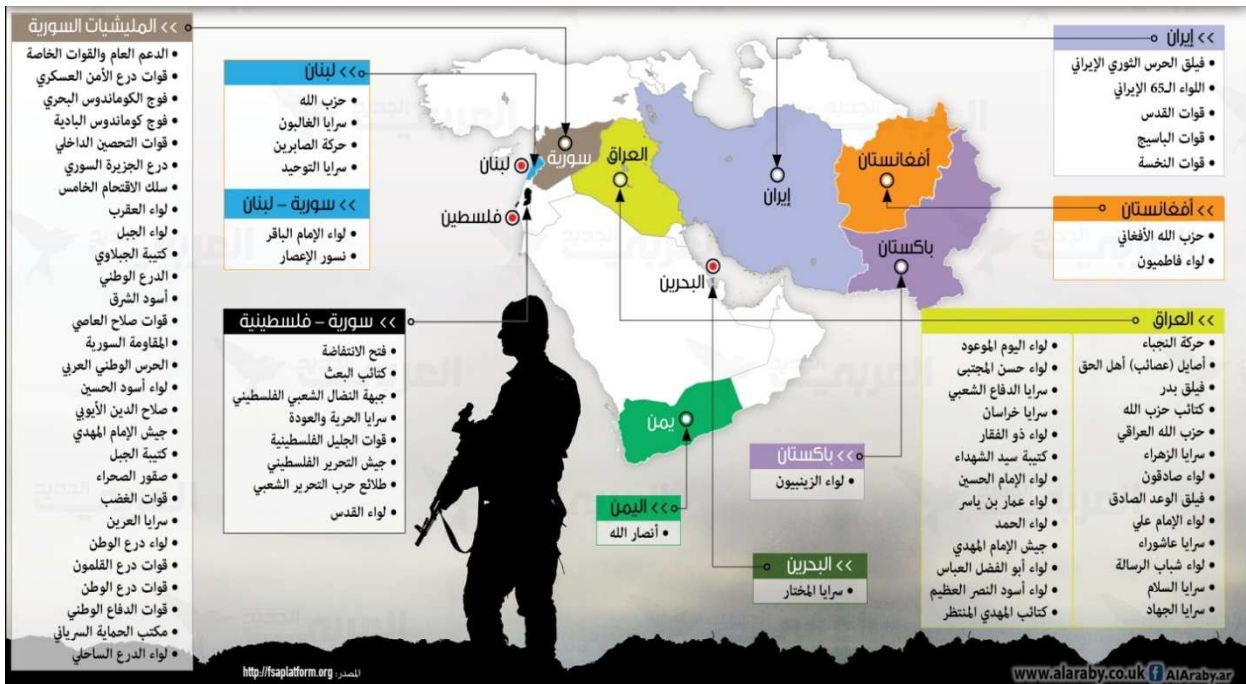 >> المليشيات السورية
• الدعم العام والقوات الخاصة
• قوات درع الأمن العسكري
• فوج الكوماندوس البحري
• فوج كوماندوس البادية
• قوات التحصين الداخلي
• درع الجزيرة السوري
• سلك الاقتحام الخامس
• لواء العقرب
• لواء الجبل
• كتيبة الجبلاوي
• الدرع الوطني
• أسود الشرق
• قوات صلاح العاصي
• المقاومة السورية
• الحرس الوطني العربي
• لواء أسود الحسين
• صلاح الدين الأيوبي
• جيش الإمام المهدي
• كتيبة الجبل
• صقور الصحراء
• قوات الغضب
• سرايا العرين
• لواء درع الوطن
• قوات درع القلمون
• قوات درع الوطن
• قوات الدفاع الوطني
• مكتب الحماية السرياني
• لواء الدرع الساحلي
>> لبنان
• حزب الله
• سرايا الغالبون
• حركة الصابرين
• سرايا التوحيد
>> سورية – لبنان
• لواء الإمام الباقر
• نسور الإعصار
>> سورية – فلسطينية
• فتح الانتفاضة
• كتائب البعث
• جبهة النضال الشعبي الفلسطيني
• سرايا الحرية والعودة
• قوات الجليل الفلسطينية
• جيش التحرير الفلسطيني
• طلائع حرب التحرير الشعبي
• لواء القدس
سورية
لبنان
فلسطين
العراق
إيران
أفغانستان
باكستان
البحرين
يمن
>> إيران
• فيلق الحرس الثوري الإيراني
• اللواء الـ65 الإيراني
• قوات القدس
• قوات الباسيج
• قوات النخسة
>> أفغانستان
• حزب الله الأفغاني
• لواء فاطميون
>> العراق
• حركة النجباء
• أصايل (عصائب) أهل الحق
• فيلق بدر
• كتائب حزب الله
• حزب الله العراقي
• سرايا الزهراء
• لواء صادقون
• فيلق الوعد الصادق
• لواء الإمام علي
• سرايا عاشوراء
• لواء شباب الرسالة
• سرايا السلام
• سرايا الجهاد
• لواء اليوم الموعود
• لواء حسن المجتبى
• سرايا الدفاع الشعبي
• سرايا خراسان
• لواء ذو الفقار
• كتيبة سيد الشهداء
• لواء الإمام الحسين
• لواء عمار بن ياسر
• لواء الحمد
• جيش الإمام المهدي
• لواء أبو الفضل العباس
• لواء أسود النصر العظيم
• كتائب المهدي المنتظر
>> باكستان
• لواء الزينبيون
>> اليمن
• أنصار الله
>> البحرين
• سرايا المختار
المصدر: http://fsaplatform.org
www.alaraby.co.uk f AlAraby.ar
العربي الجديد